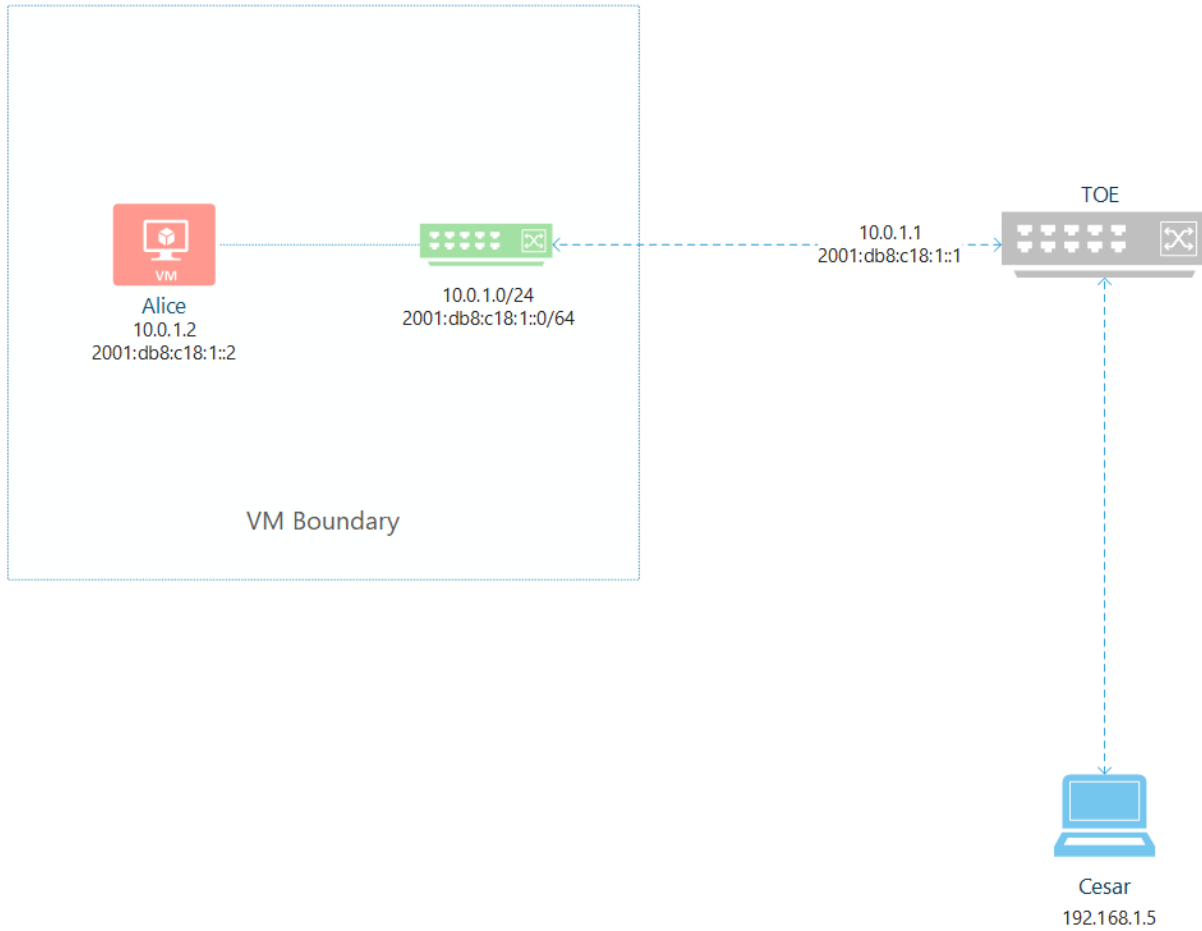 TOE
10.0.1.1
2001:db8:c18:1::1
VM
Alice
10.0.1.2
2001:db8:c18:1::2
10.0.1.0/24
2001:db8:c18:1::0/64
VM Boundary
Cesar
192.168.1.5